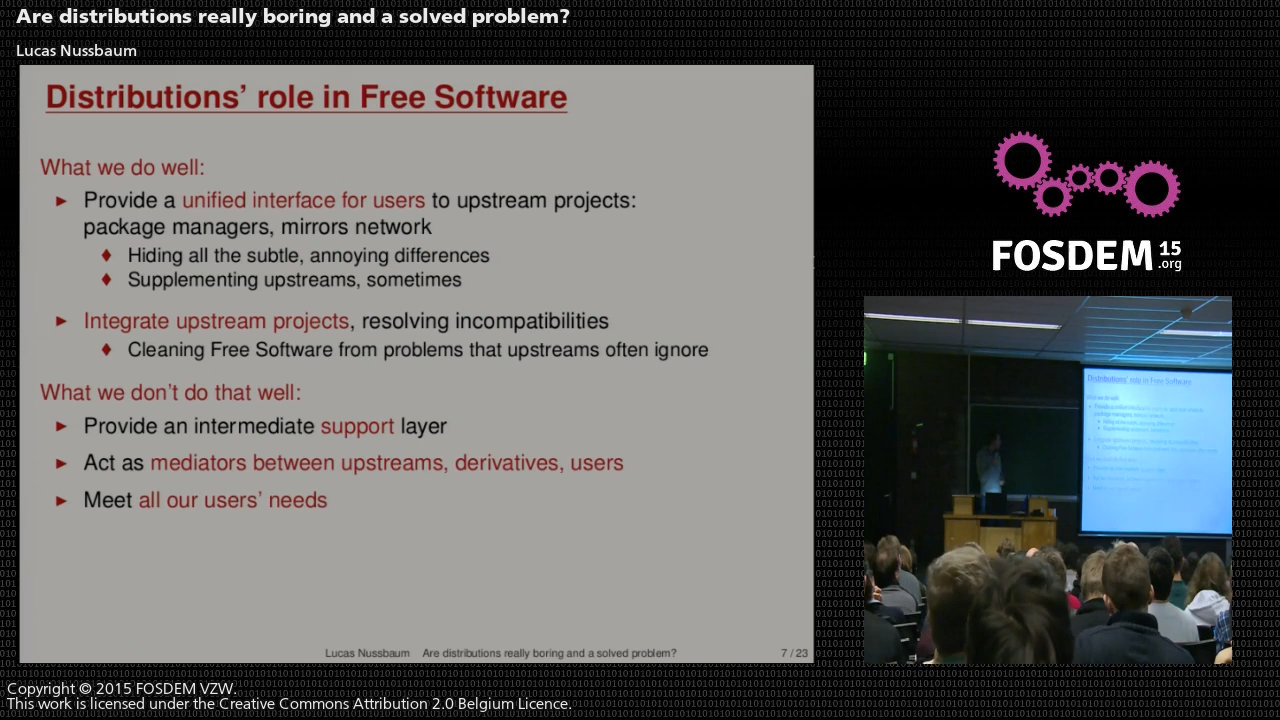 Are distributions really boring and a solved problem?
Lucas Nussbaum
Distributions' role in Free Software
What we do well:
► Provide a unified interface for users to upstream projects:
package managers, mirrors network
♦ Hiding all the subtle, annoying differences
♦ Supplementing upstreams, sometimes
► Integrate upstream projects, resolving incompatibilities
♦ Cleaning Free Software from problems that upstreams often ignore
What we don't do that well:
► Provide an intermediate support layer
► Act as mediators between upstreams, derivatives, users
► Meet all our users' needs
Lucas Nussbaum Are distributions really boring and a solved problem? 7 / 23
FOSDEM 15
.org
Distributions' role in Free Software
Copyright © 2015 FOSDEM VZW.
This work is licensed under the Creative Commons Attribution 2.0 Belgium Licence.